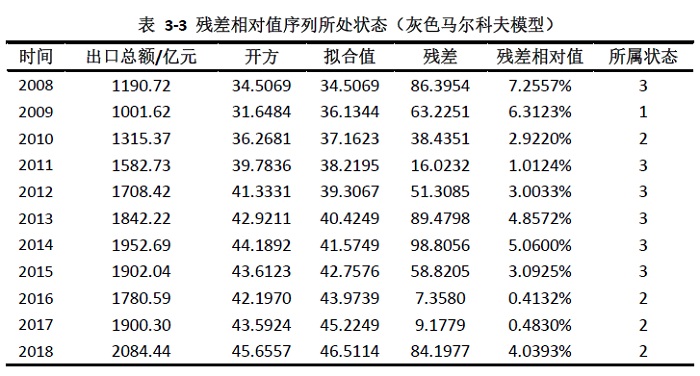 表 3-3 残差相对值序列所处状态（灰色马尔科夫模型）
时间 出口总额/亿元 开方 拟合值 残差 残差相对值 所属状态
2008 1190.72 34.5069 34.5069 86.3954 7.2557% 3
2009 1001.62 31.6484 36.1344 63.2251 6.3123% 1
2010 1315.37 36.2681 37.1623 38.4351 2.9220% 2
2011 1582.73 39.7836 38.2195 16.0232 1.0124% 3
2012 1708.42 41.3331 39.3067 51.3085 3.0033% 3
2013 1842.22 42.9211 40.4249 89.4798 4.8572% 3
2014 1952.69 44.1892 41.5749 98.8056 5.0600% 3
2015 1902.04 43.6123 42.7576 58.8205 3.0925% 3
2016 1780.59 42.1970 43.9739 7.3580 0.4132% 2
2017 1900.30 43.5924 45.2249 9.1779 0.4830% 2
2018 2084.44 45.6557 46.5114 84.1977 4.0393% 2